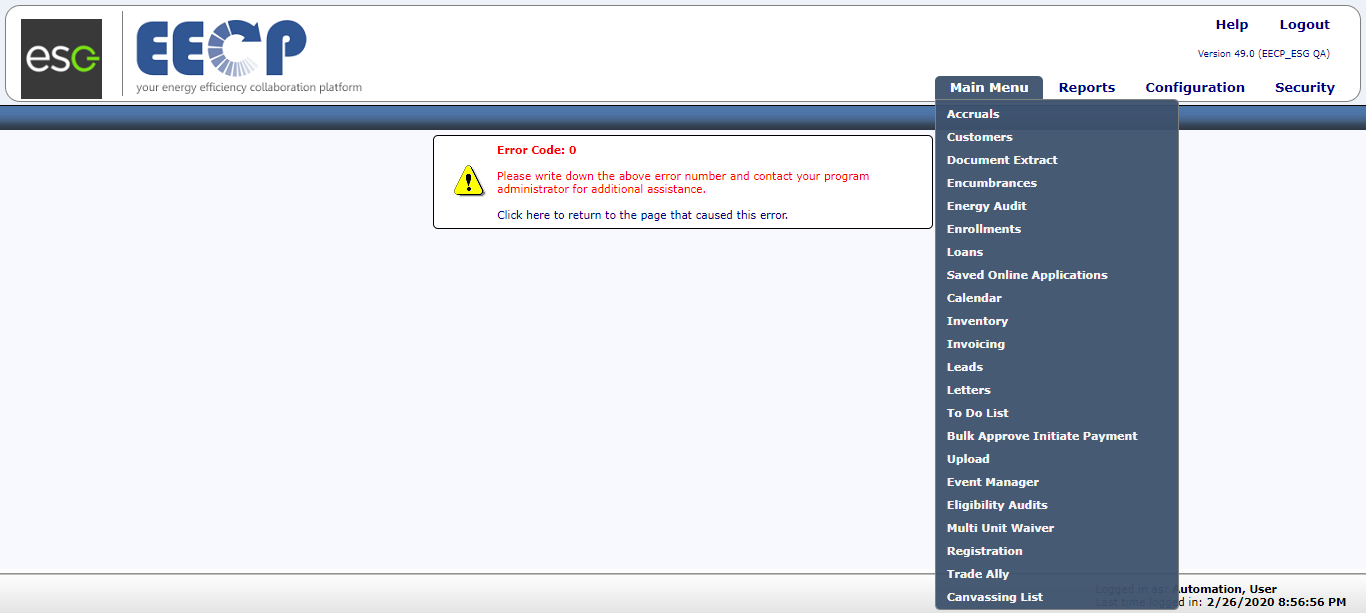 esg
EECP
your energy efficiency collaboration platform
Help Logout
Version 49.0 (EECP_ESG QA)
Main Menu Reports Configuration Security
Error Code: 0
Please write down the above error number and contact your program
administrator for additional assistance.
Click here to return to the page that caused this error.
Accruals
Customers
Document Extract
Encumbrances
Energy Audit
Enrollments
Loans
Saved Online Applications
Calendar
Inventory
Invoicing
Leads
Letters
To Do List
Bulk Approve Initiate Payment
Upload
Event Manager
Eligibility Audits
Multi Unit Waiver
Registration
Trade Ally
Canvassing List
Logged in as: Automation, User
Last time logged in: 2/26/2020 8:56:56 PM